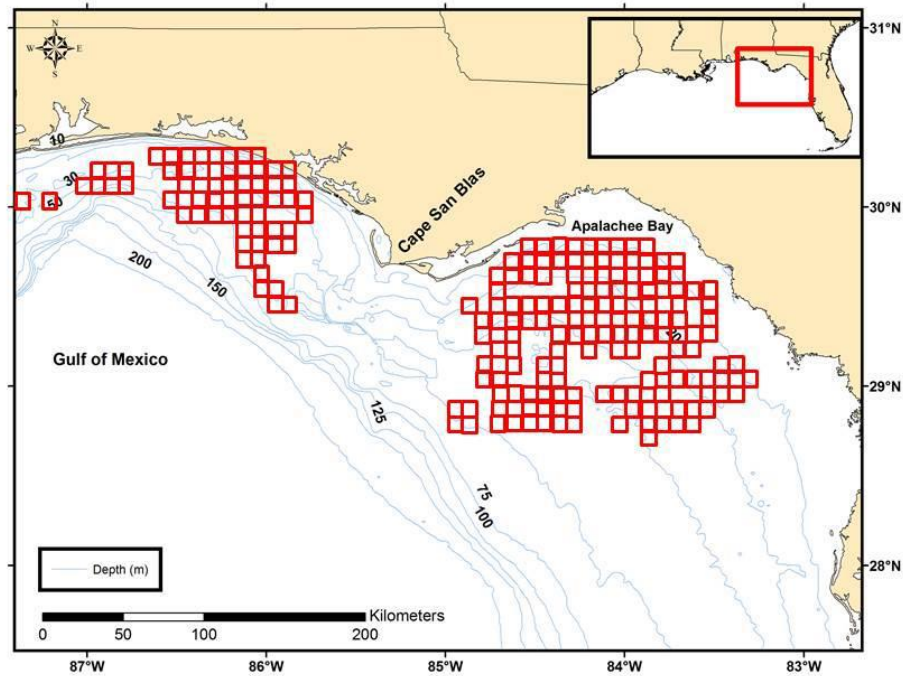 31°N
N
W E
S
10
30
50
30°N
Cape San Blas
Apalachee Bay
200
150
20
Gulf of Mexico
29°N
125
75
100
28°N
Depth (m)
Kilometers
0 50 100 200
87°W 86°W 85°W 84°W 83°W